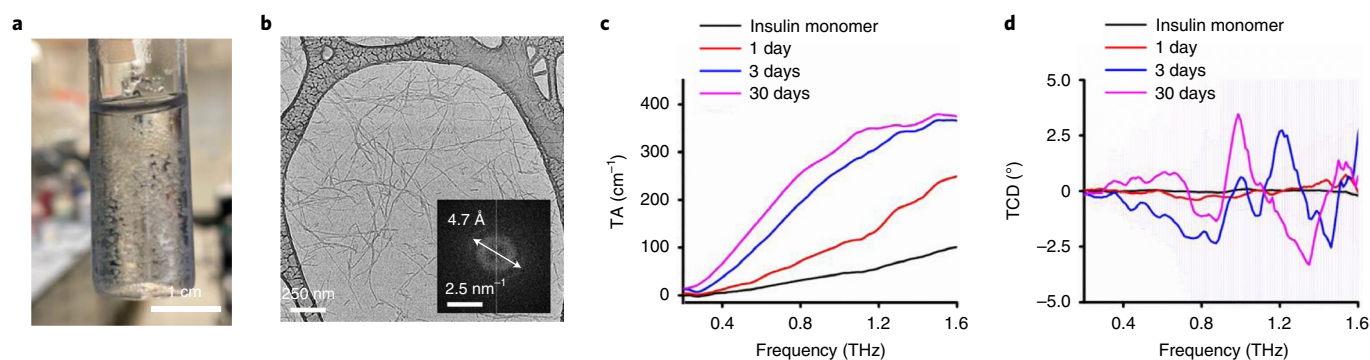 a
1 cm
b
4.7 Å
2.5 nm⁻¹
250 nm
c
Insulin monomer
1 day
3 days
30 days
400
300
200
100
0
TA (cm⁻¹)
0.4 0.8 1.2 1.6
Frequency (THz)
d
Insulin monomer
1 day
3 days
30 days
5.0
2.5
0
−2.5
−5.0
TCD (°)
0.4 0.8 1.2 1.6
Frequency (THz)